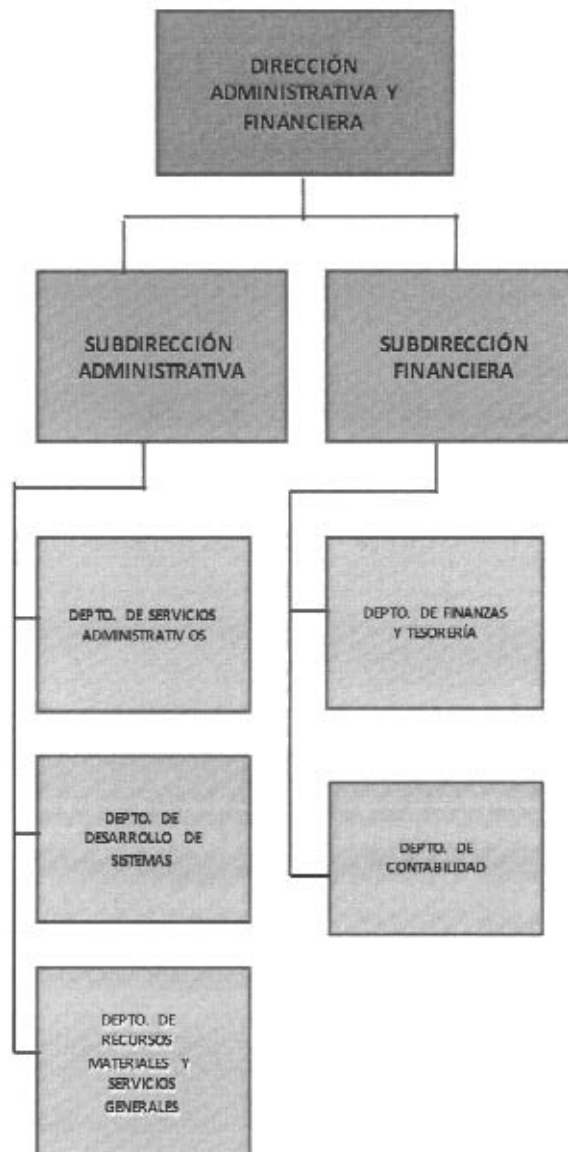 DIRECCIÓN
ADMINISTRATIVA Y
FINANCIERA
SUBDIRECCIÓN
ADMINISTRATIVA
SUBDIRECCIÓN
FINANCIERA
DEPTO. DE SERVICIOS
ADMINISTRATIVOS
DEPTO. DE FINANZAS
Y TESORERÍA
DEPTO. DE
DESARROLLO DE
SISTEMAS
DEPTO. DE
CONTABILIDAD
DEPTO. DE
RECURSOS
MATERIALES Y
SERVICIOS
GENERALES